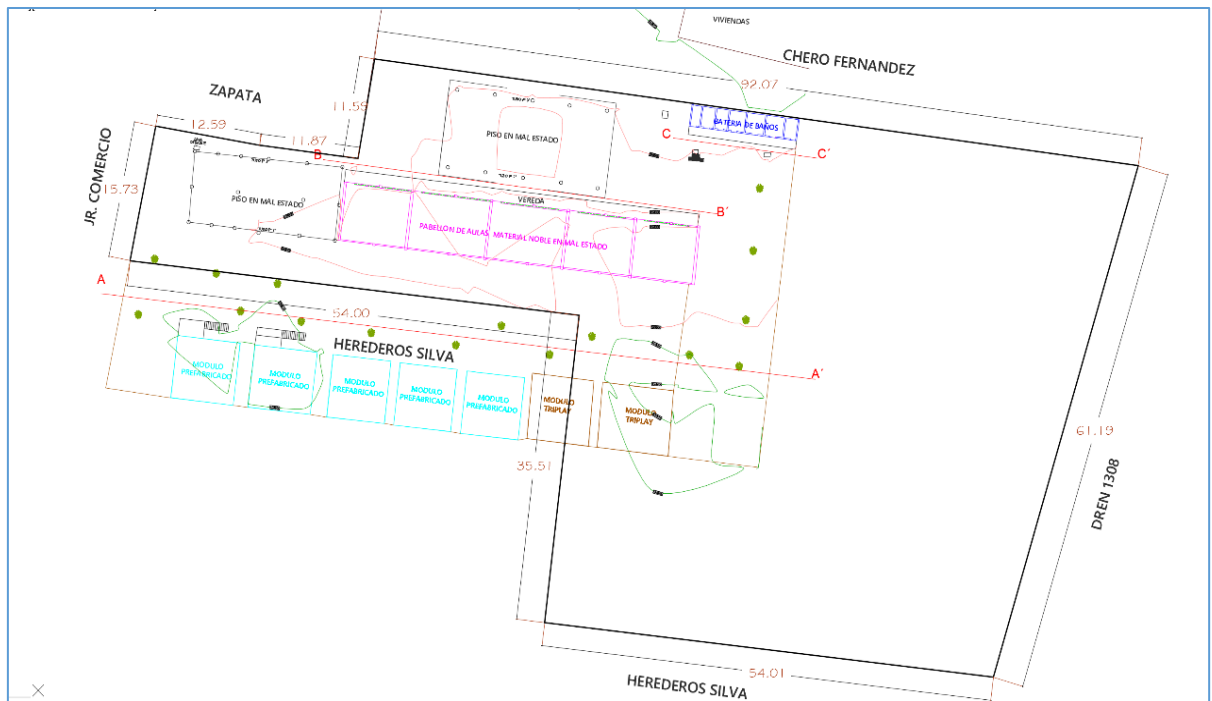 VIVIENDAS
CHERO FERNANDEZ
92.07
ZAPATA
11.59
12.59
11.87
JR. COMERCIO
15.73
PISO EN MAL ESTADO
BATERIA DE BAÑOS
C
C´
B
B´
PISO EN MAL ESTADO
VEREDA
PABELLON DE AULAS, MATERIAL NOBLE EN MAL ESTADO
A
A´
54.00
HEREDEROS SILVA
MODULO
PREFABRICADO
MODULO
PREFABRICADO
MODULO
PREFABRICADO
MODULO
PREFABRICADO
MODULO
PREFABRICADO
MODULO
TRIPLAY
MODULO
TRIPLAY
35.51
61.19
DREN 1308
54.01
HEREDEROS SILVA